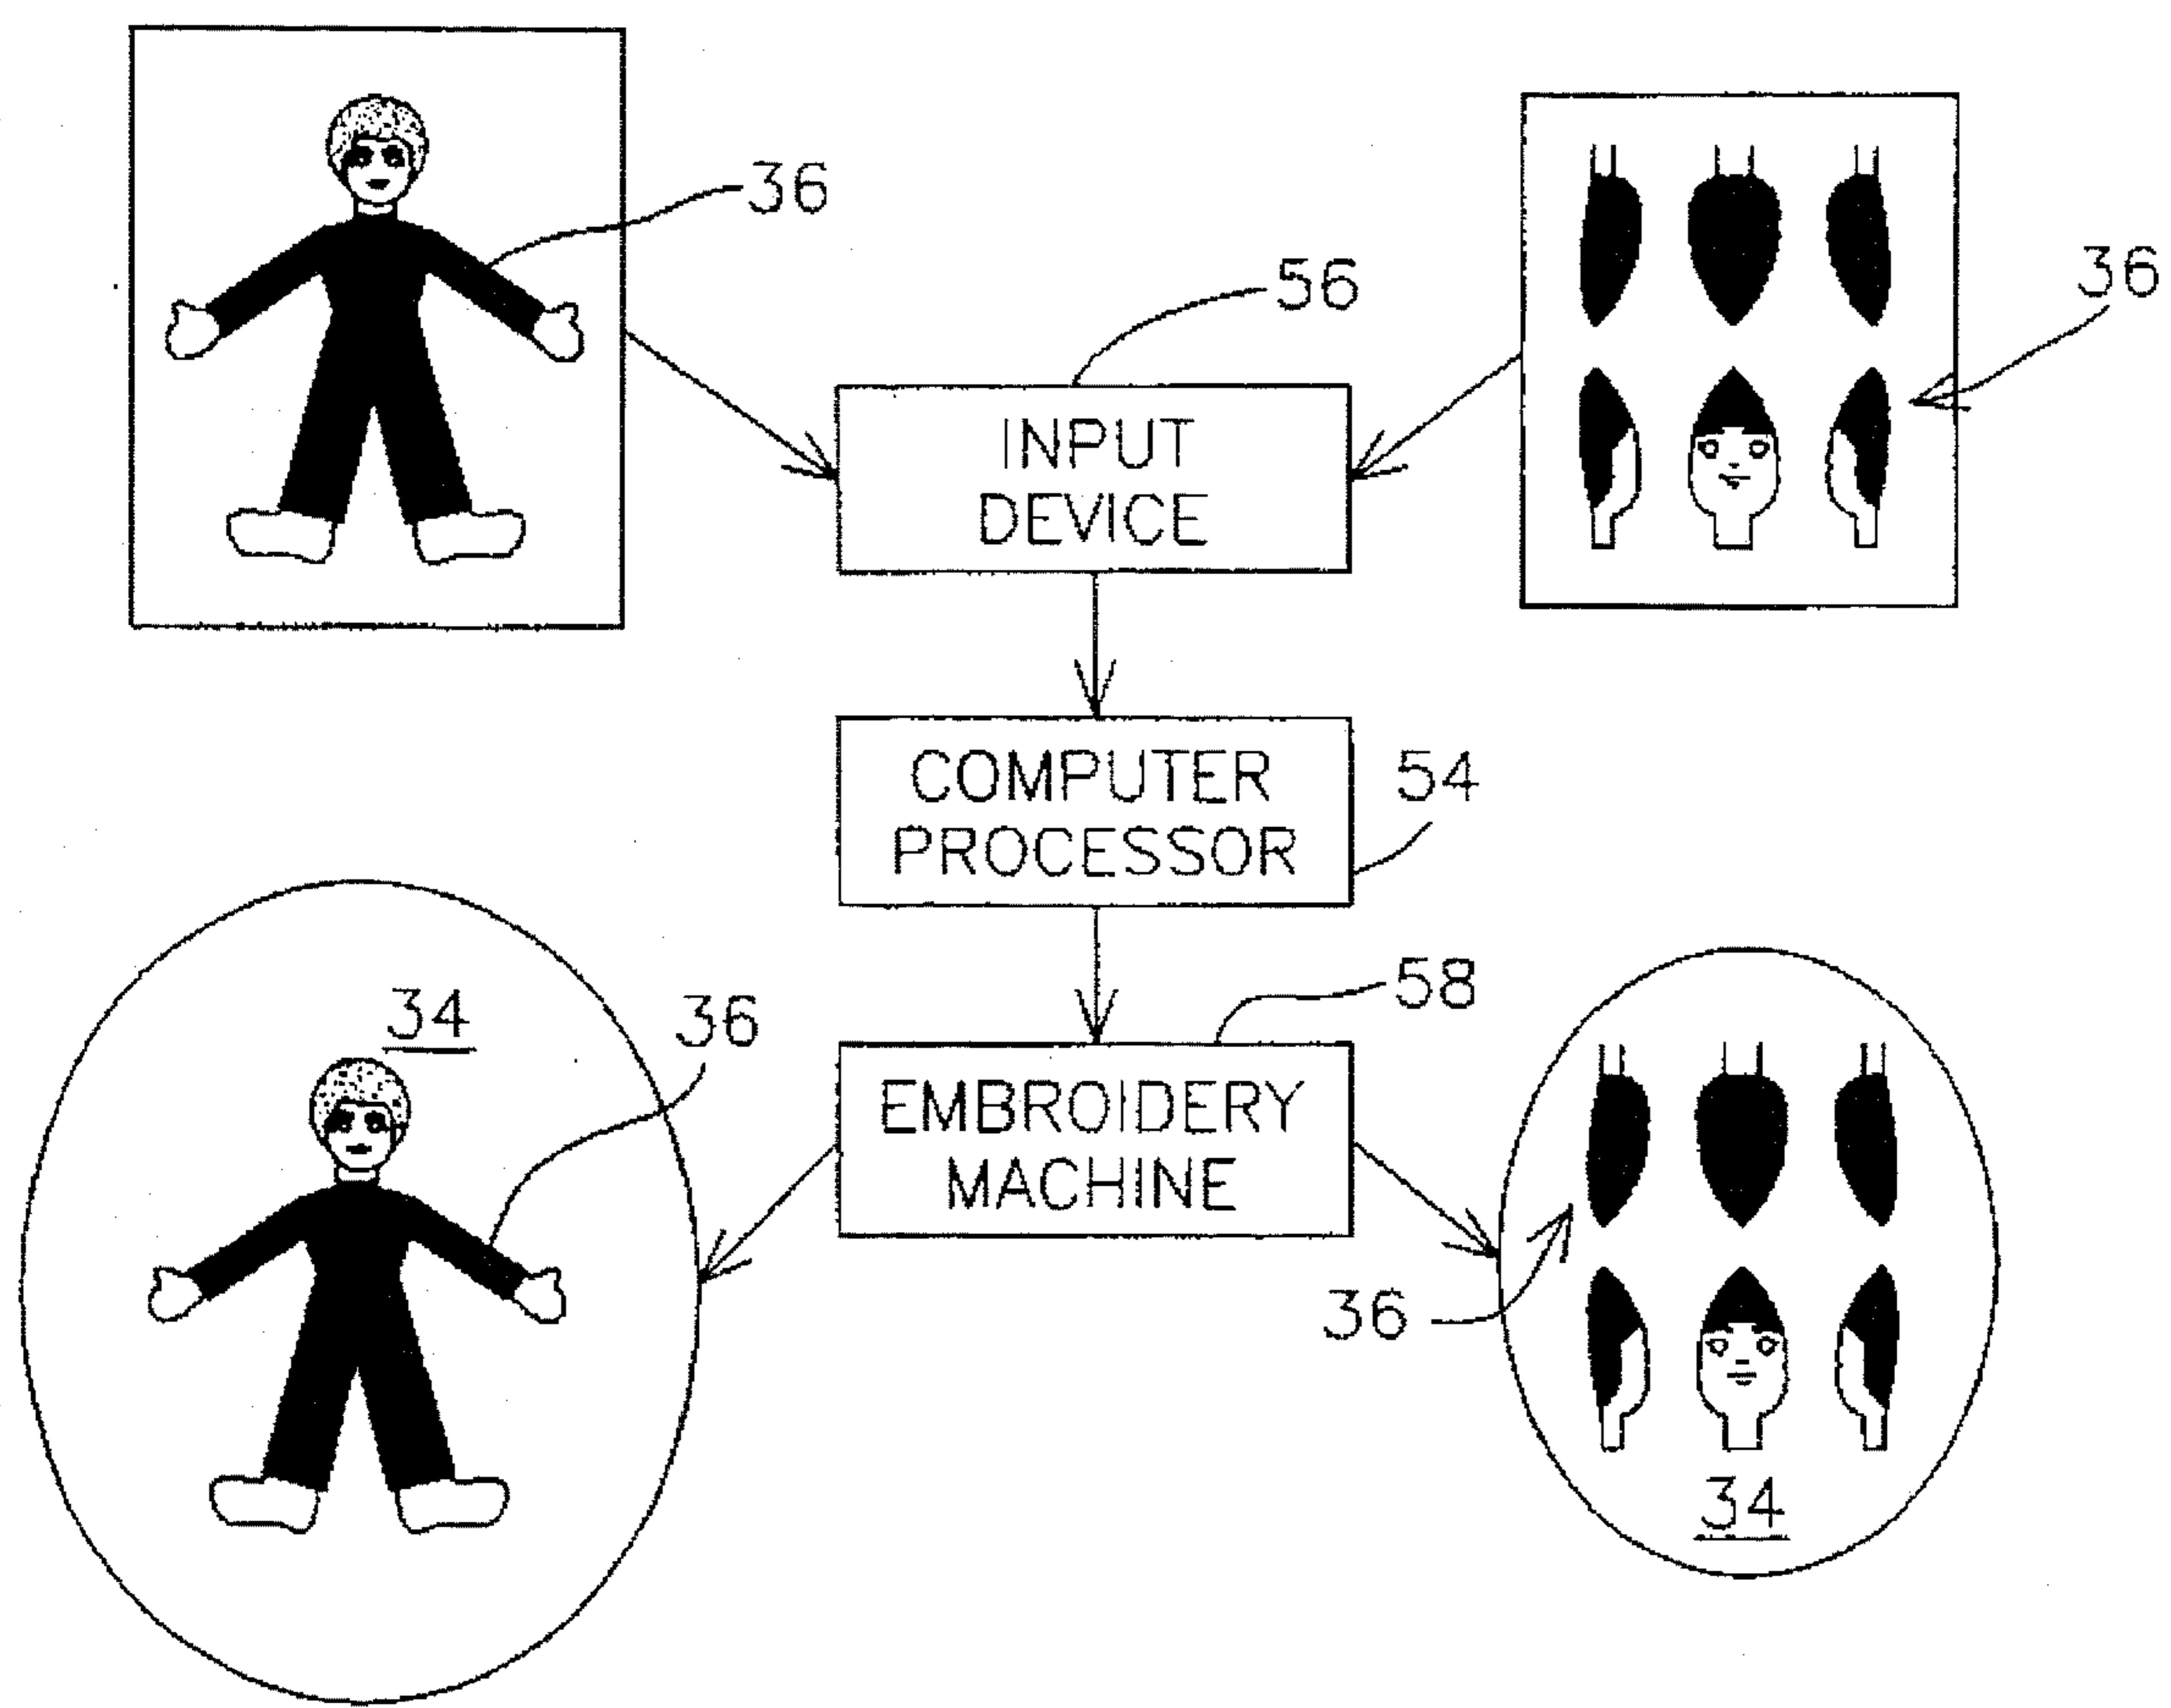 36
56
36
INPUT
DEVICE
COMPUTER
PROCESSOR
54
34
36
58
EMBROIDERY
MACHINE
36
34